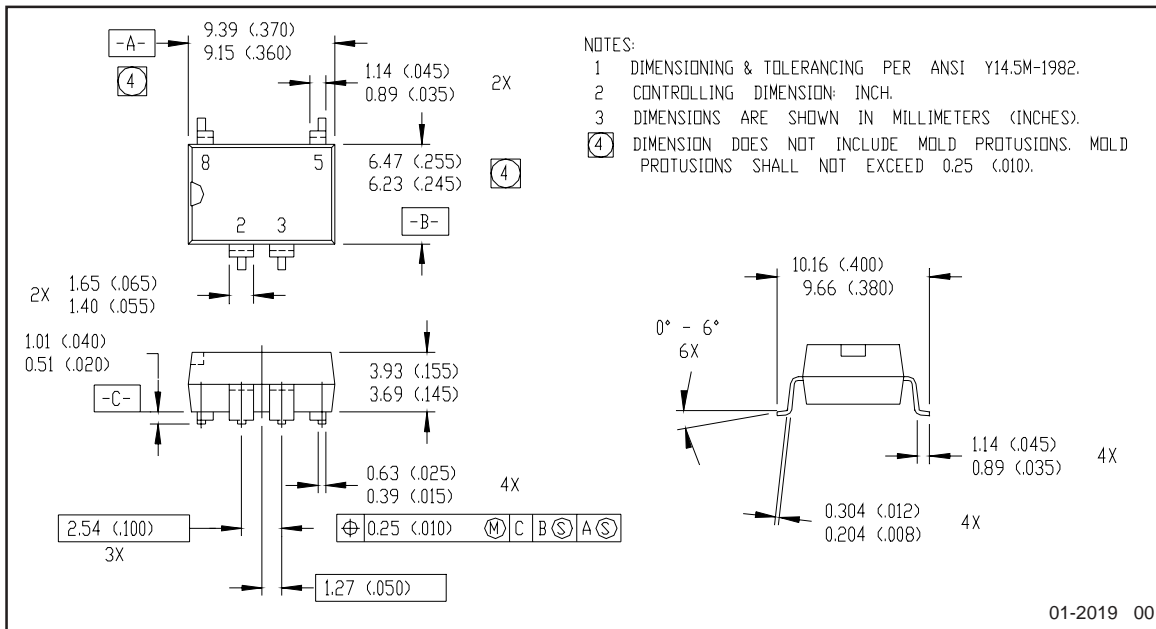 9.39 (.370)
9.15 (.360)
-A-
4
1.14 (.045)
0.89 (.035)
2X
8
5
6.47 (.255)
6.23 (.245)
4
2
3
-B-
NOTES:
1 DIMENSIONING & TOLERANCING PER ANSI Y14.5M-1982.
2 CONTROLLING DIMENSION: INCH.
3 DIMENSIONS ARE SHOWN IN MILLIMETERS (INCHES).
4 DIMENSION DOES NOT INCLUDE MOLD PROTUSIONS. MOLD
PROTUSIONS SHALL NOT EXCEED 0.25 (.010).
2X
1.65 (.065)
1.40 (.055)
1.01 (.040)
0.51 (.020)
-C-
3.93 (.155)
3.69 (.145)
0.63 (.025)
0.39 (.015)
4X
2.54 (.100)
3X
⌖ 0.25 (.010) Ⓜ C B Ⓢ A Ⓢ
1.27 (.050)
10.16 (.400)
9.66 (.380)
0° - 6°
6X
1.14 (.045)
0.89 (.035)
4X
0.304 (.012)
0.204 (.008)
4X
01-2019 00